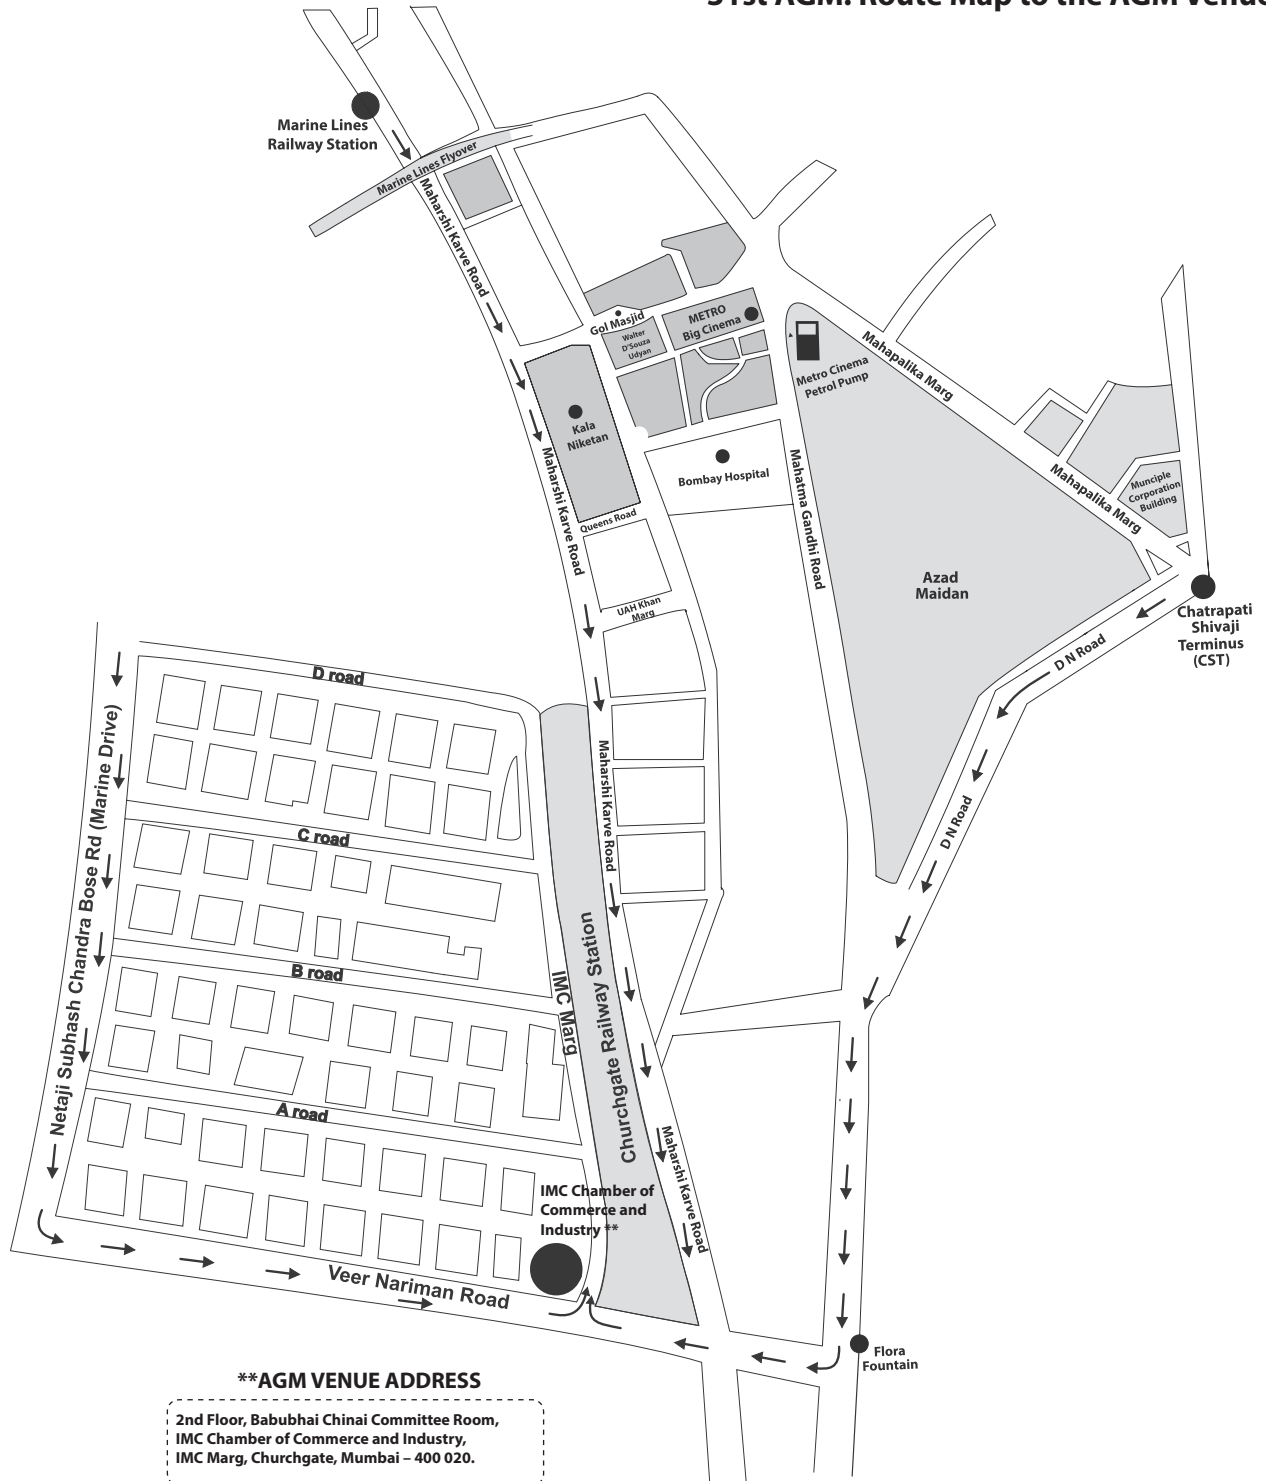 51st AGM: Route Map to the AGM Venue
Marine Lines
Railway Station
Marine Lines Flyover
Maharshi Karve Road
Gol Masjid
Walter
D'Souza
Udyan
METRO
Big Cinema
Metro Cinema
Petrol Pump
Mahapalika Marg
Kala
Niketan
Bombay Hospital
Mahapalika Marg
Munciple
Corporation
Building
Maharshi Karve Road
Queens Road
Mahatma Gandhi Road
Azad
Maidan
UAH Khan
Marg
Chatrapati
Shivaji
Terminus
(CST)
D N Road
D road
Netaji Subhash Chandra Bose Rd (Marine Drive)
Maharshi Karve Road
C road
D N Road
B road
IMC Marg
Churchgate Railway Station
A road
Maharshi Karve Road
IMC Chamber of
Commerce and
Industry **
Veer Nariman Road
Flora
Fountain
**AGM VENUE ADDRESS
2nd Floor, Babubhai Chinai Committee Room,
IMC Chamber of Commerce and Industry,
IMC Marg, Churchgate, Mumbai – 400 020.